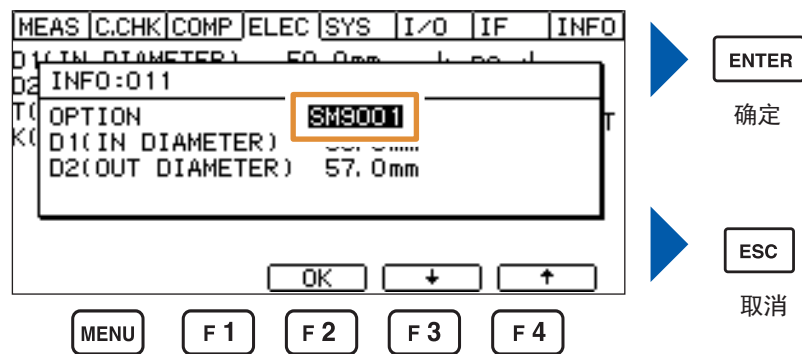 MEAS C.CHK COMP ELEC SYS I/O IF INFO
INFO:011
OPTION SM9001
D1(IN DIAMETER)
D2(OUT DIAMETER) 57.0mm
OK ↓ ↑
MENU F1 F2 F3 F4
ENTER
确定
ESC
取消